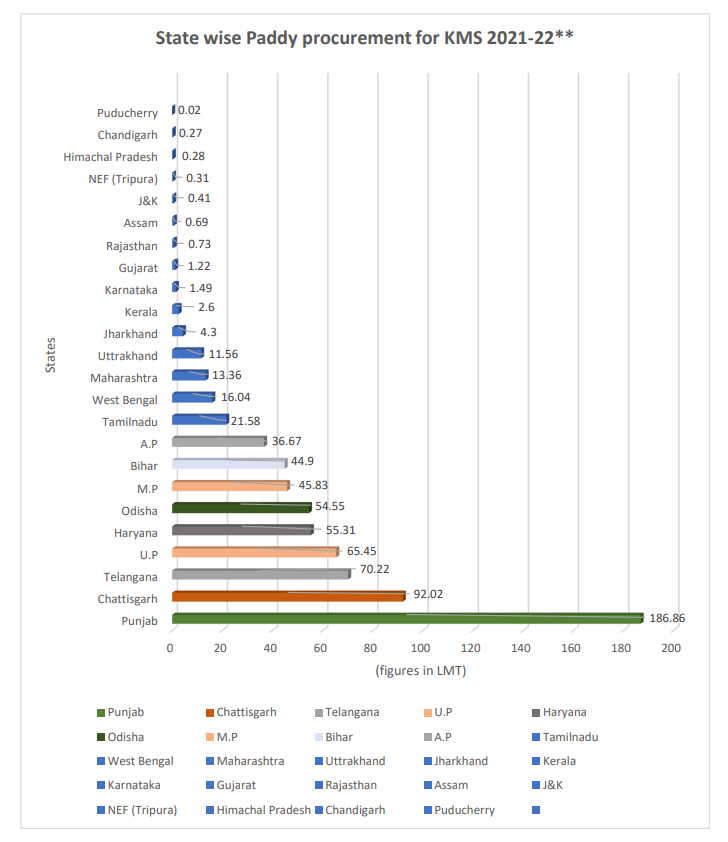 State wise Paddy procurement for KMS 2021-22**
Puducherry 0.02
Chandigarh 0.27
Himachal Pradesh 0.28
NEF (Tripura) 0.31
J&K 0.41
Assam 0.69
Rajasthan 0.73
Gujarat 1.22
Karnataka 1.49
Kerala 2.6
Jharkhand 4.3
Uttrakhand 11.56
Maharashtra 13.36
West Bengal 16.04
Tamilnadu 21.58
A.P 36.67
Bihar 44.9
M.P 45.83
Odisha 54.55
Haryana 55.31
U.P 65.45
Telangana 70.22
Chattisgarh 92.02
Punjab 186.86
States
0 20 40 60 80 100 120 140 160 180 200
(figures in LMT)
Punjab Chattisgarh Telangana U.P Haryana
Odisha M.P Bihar A.P Tamilnadu
West Bengal Maharashtra Uttrakhand Jharkhand Kerala
Karnataka Gujarat Rajasthan Assam J&K
NEF (Tripura) Himachal Pradesh Chandigarh Puducherry